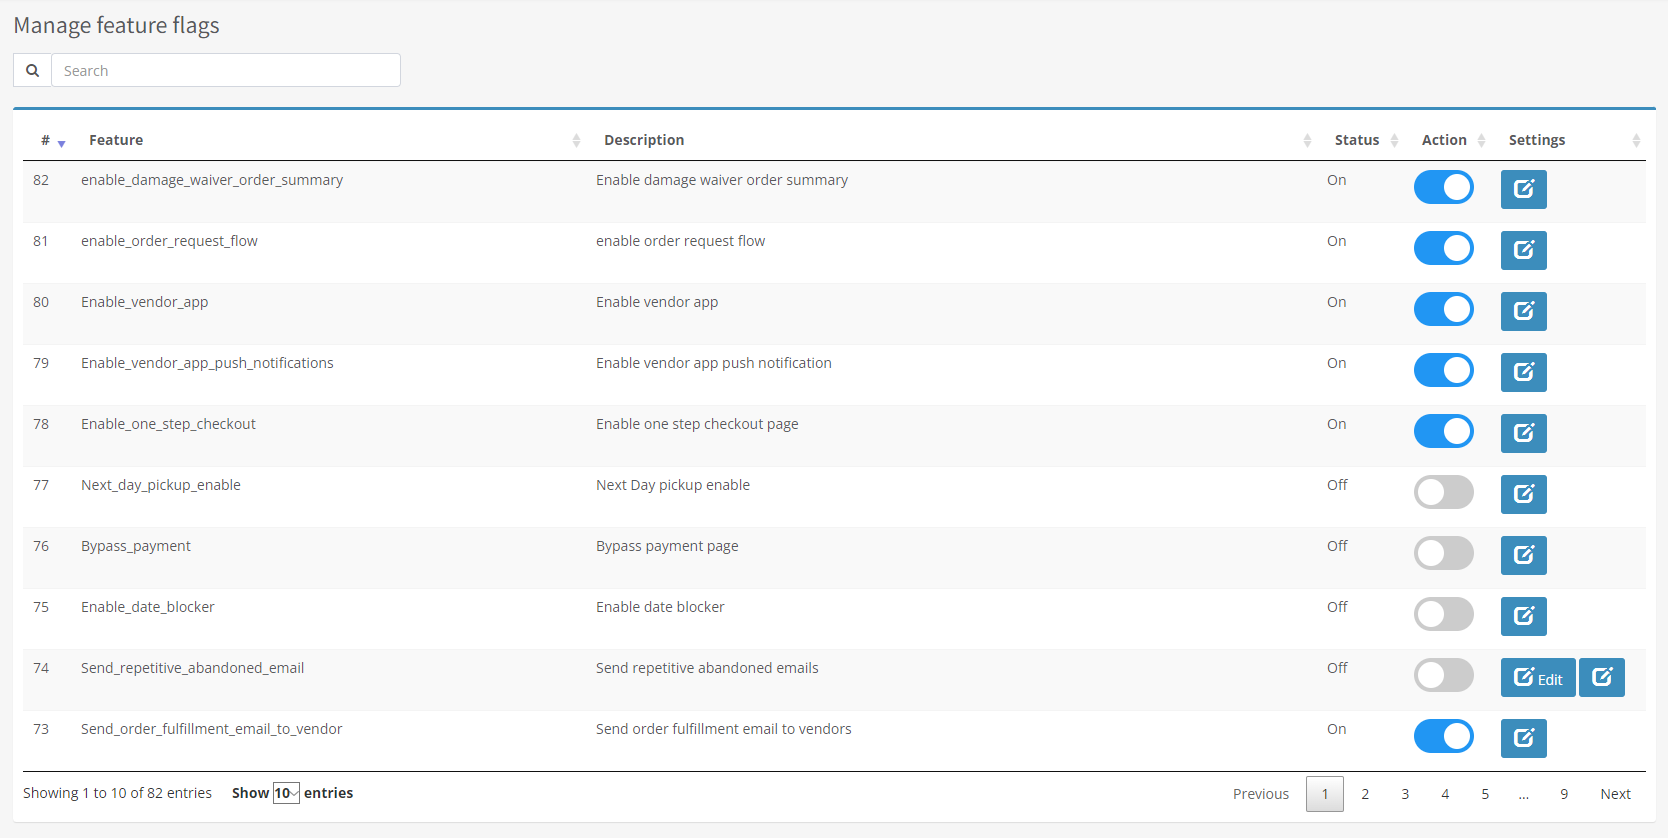 Manage feature flags
Search
# Feature Description Status Action Settings
82 enable_damage_waiver_order_summary Enable damage waiver order summary On
81 enable_order_request_flow enable order request flow On
80 Enable_vendor_app Enable vendor app On
79 Enable_vendor_app_push_notifications Enable vendor app push notification On
78 Enable_one_step_checkout Enable one step checkout page On
77 Next_day_pickup_enable Next Day pickup enable Off
76 Bypass_payment Bypass payment page Off
75 Enable_date_blocker Enable date blocker Off
74 Send_repetitive_abandoned_email Send repetitive abandoned emails Off Edit
73 Send_order_fulfillment_email_to_vendor Send order fulfillment email to vendors On
Showing 1 to 10 of 82 entries Show 10 entries Previous 1 2 3 4 5 ... 9 Next